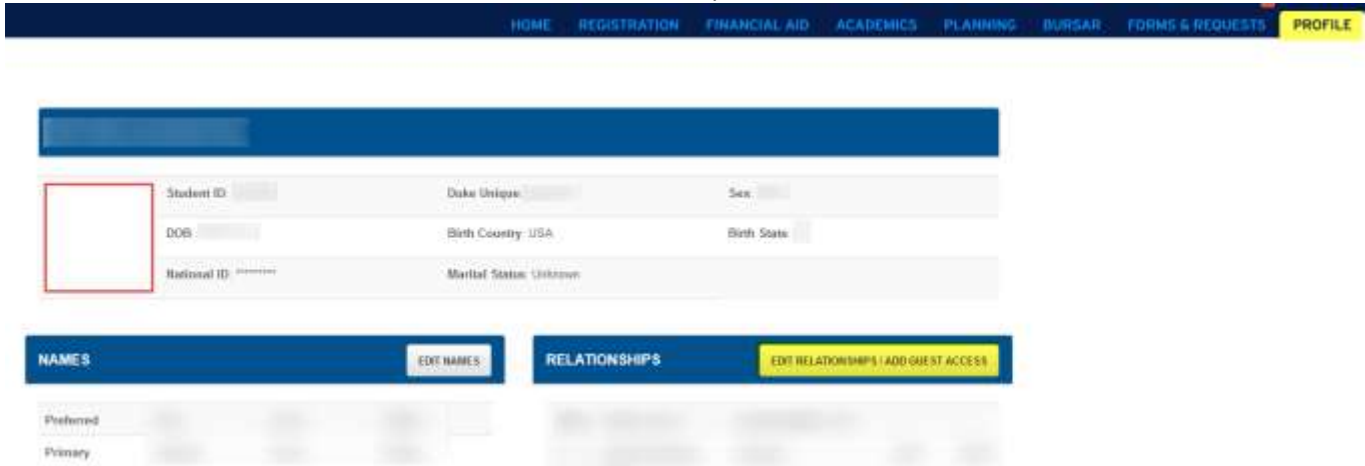 HOME REGISTRATION FINANCIAL AID ACADEMICS PLANNING BURSAR FORMS & REQUESTS PROFILE
Student ID: Duke Unique: Sex:
DOB: Birth Country: USA Birth State:
National ID: ******** Marital Status: Unknown
NAMES EDIT NAMES RELATIONSHIPS EDIT RELATIONSHIPS | ADD GUEST ACCESS
Preferred
Primary